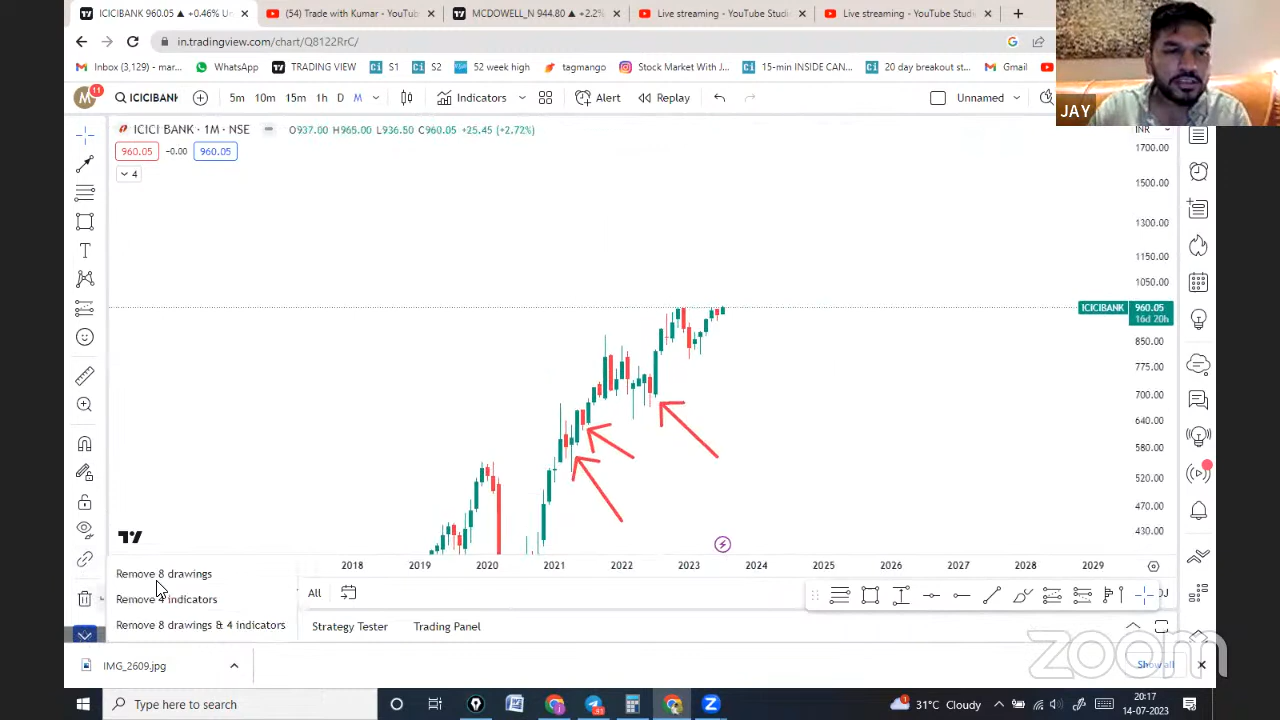 ICICIBANK 960.05 ▲ +0.46% Un
(54) Trade with Kumar - YouTub
MCDOWELL-N 944.80 ▲ +2.2%
Live streaming - YouTube Studi
Live streaming - YouTube Studi
in.tradingview.com/chart/Q8122RrC/
Inbox (3,129) - mar
WhatsApp
TRADING VIEW
S1
S2
52 week high
tagmango
Stock Market With J...
15-min INSIDE CAN...
20 day breakout st...
Gmail
M
11
ICICIBANK
5m
10m
15m
1h
D
M
Indicators
Alert
Replay
Unnamed
JAY
ICICI BANK · 1M · NSE
O937.00 H965.00 L936.50 C960.05 +25.45 (+2.72%)
INR
960.05
-0.00
960.05
4
1700.00
1500.00
1300.00
1150.00
1050.00
ICICIBANK
960.05
16d 20h
850.00
775.00
700.00
640.00
580.00
520.00
470.00
430.00
2018
2019
2020
2021
2022
2023
2024
2025
2026
2027
2028
2029
Remove 8 drawings
Remove 4 indicators
Remove 8 drawings & 4 indicators
All
Strategy Tester
Trading Panel
IMG_2609.jpg
Show all
zoom
Type here to search
31°C Cloudy
ENG
20:17
14-07-2023